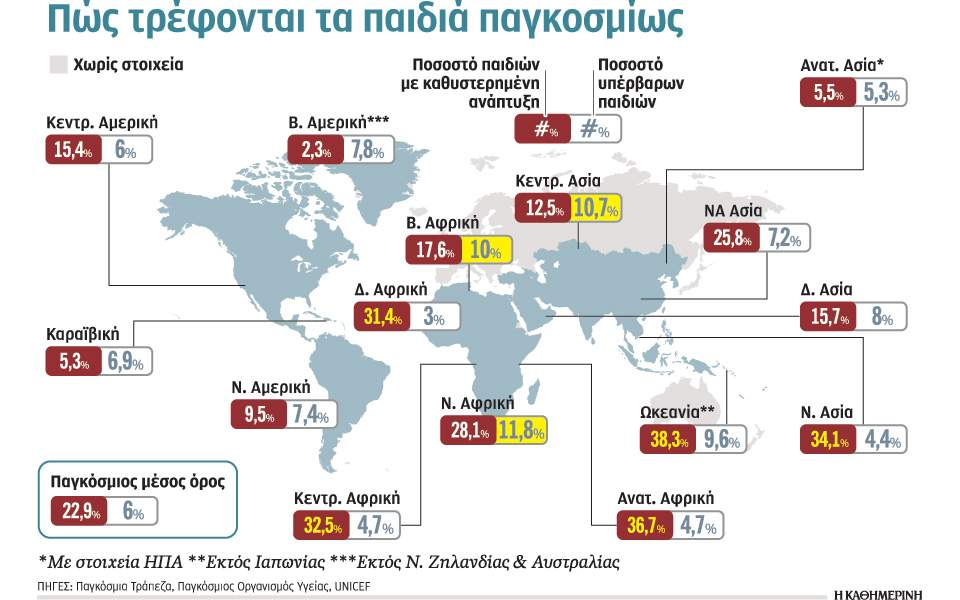 Πώς τρέφονται τα παιδιά παγκοσμίως
Χωρίς στοιχεία
Ποσοστό παιδιών
με καθυστερημένη
ανάπτυξη
#%
Ποσοστό
υπέρβαρων
παιδιών
#%
Ανατ. Ασία*
5,5% 5,3%
Κεντρ. Αμερική
15,4% 6%
Β. Αμερική***
2,3% 7,8%
Κεντρ. Ασία
12,5% 10,7%
ΝΑ Ασία
25,8% 7,2%
Β. Αφρική
17,6% 10%
Δ. Αφρική
31,4% 3%
Δ. Ασία
15,7% 8%
Καραϊβική
5,3% 6,9%
Ν. Αμερική
9,5% 7,4%
Ν. Αφρική
28,1% 11,8%
Ωκεανία**
38,3% 9,6%
Ν. Ασία
34,1% 4,4%
Παγκόσμιος μέσος όρος
22,9% 6%
Κεντρ. Αφρική
32,5% 4,7%
Ανατ. Αφρική
36,7% 4,7%
*Με στοιχεία ΗΠΑ **Εκτός Ιαπωνίας ***Εκτός Ν. Ζηλανδίας & Αυστραλίας
ΠΗΓΕΣ: Παγκόσμια Τράπεζα, Παγκόσμιος Οργανισμός Υγείας, UNICEF
Η ΚΑΘΗΜΕΡΙΝΗ